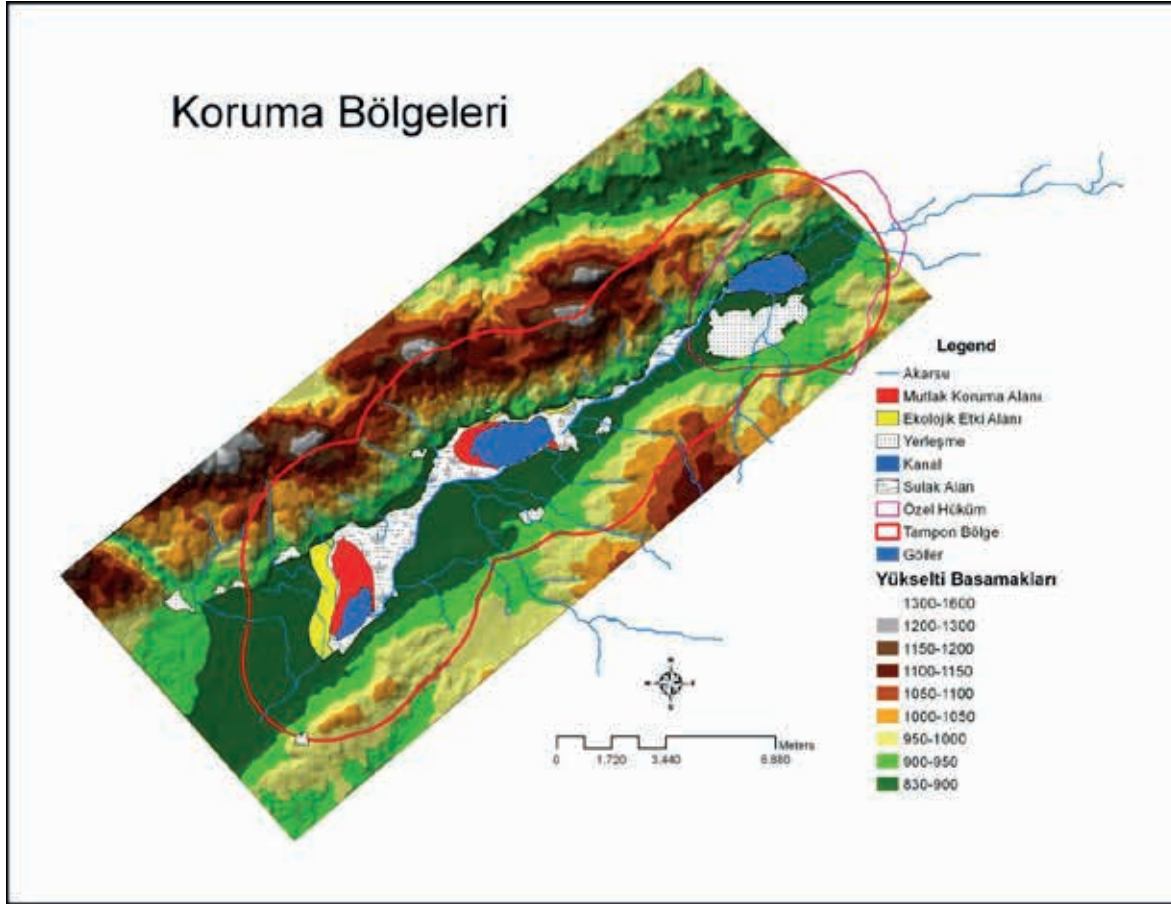 Koruma Bölgeleri
Legend
Akarsu
Mutlak Koruma Alanı
Ekolojik Etki Alanı
Yerleşme
Kanal
Sulak Alan
Özel Hüküm
Tampon Bölge
Göller
Yükselti Basamakları
1300-1600
1200-1300
1150-1200
1100-1150
1050-1100
1000-1050
950-1000
900-950
830-900
Meters
0 1.720 3.440 6.880